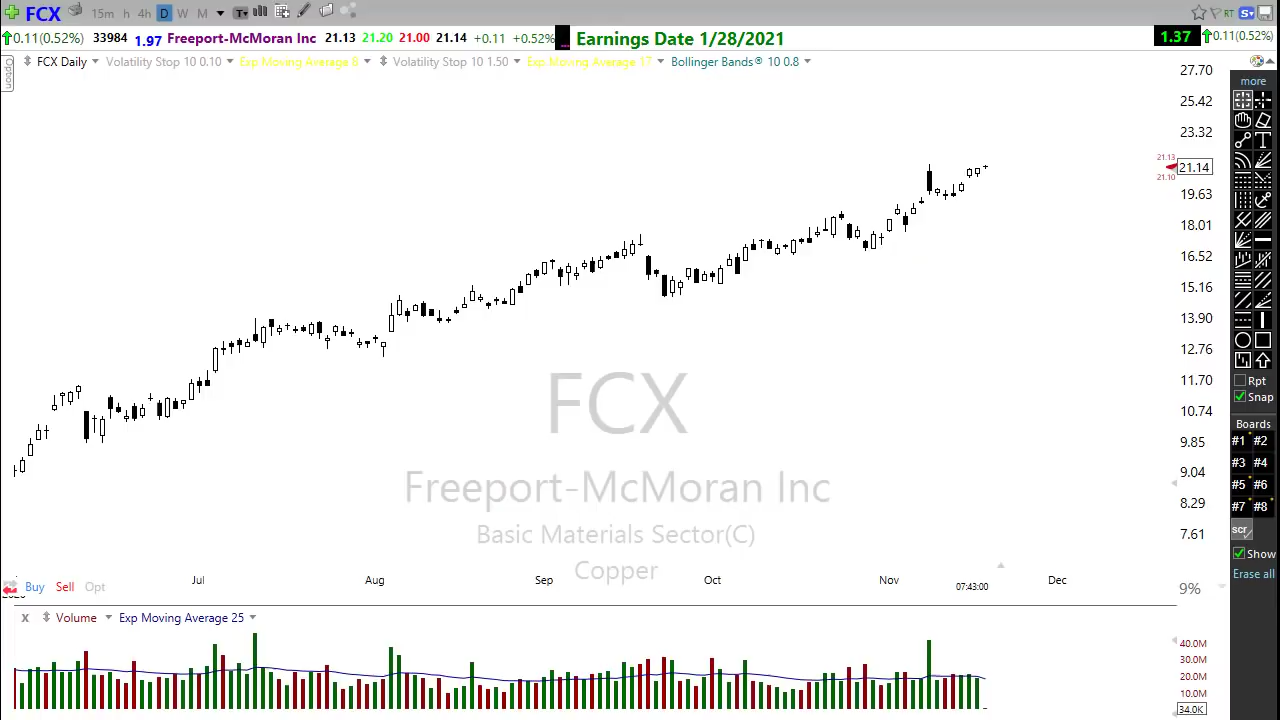 FCX 15m h 4h D W M T RT S
0.11(0.52%) 33984 1.97 Freeport-McMoran Inc 21.13 21.20 21.00 21.14 +0.11 +0.52% Earnings Date 1/28/2021 1.37 0.11(0.52%)
Option
FCX Daily Volatility Stop 10 0.10 Exp Moving Average 8 Volatility Stop 10 1.50 Exp Moving Average 17 Bollinger Bands® 10 0.8
27.70
25.42
23.32
21.13
21.14
21.10
19.63
18.01
16.52
15.16
13.90
12.76
11.70
10.74
9.85
9.04
8.29
7.61
more
T
Rpt
Snap
Boards
#1 #2
#3 #4
#5 #6
#7 #8
scr
Show
Erase all
FCX
Freeport-McMoran Inc
Basic Materials Sector(C)
Copper
Jul Aug Sep Oct Nov Dec
Buy Sell Opt 07:43:00 9%
x Volume Exp Moving Average 25
40.0M
30.0M
20.0M
10.0M
34.0K